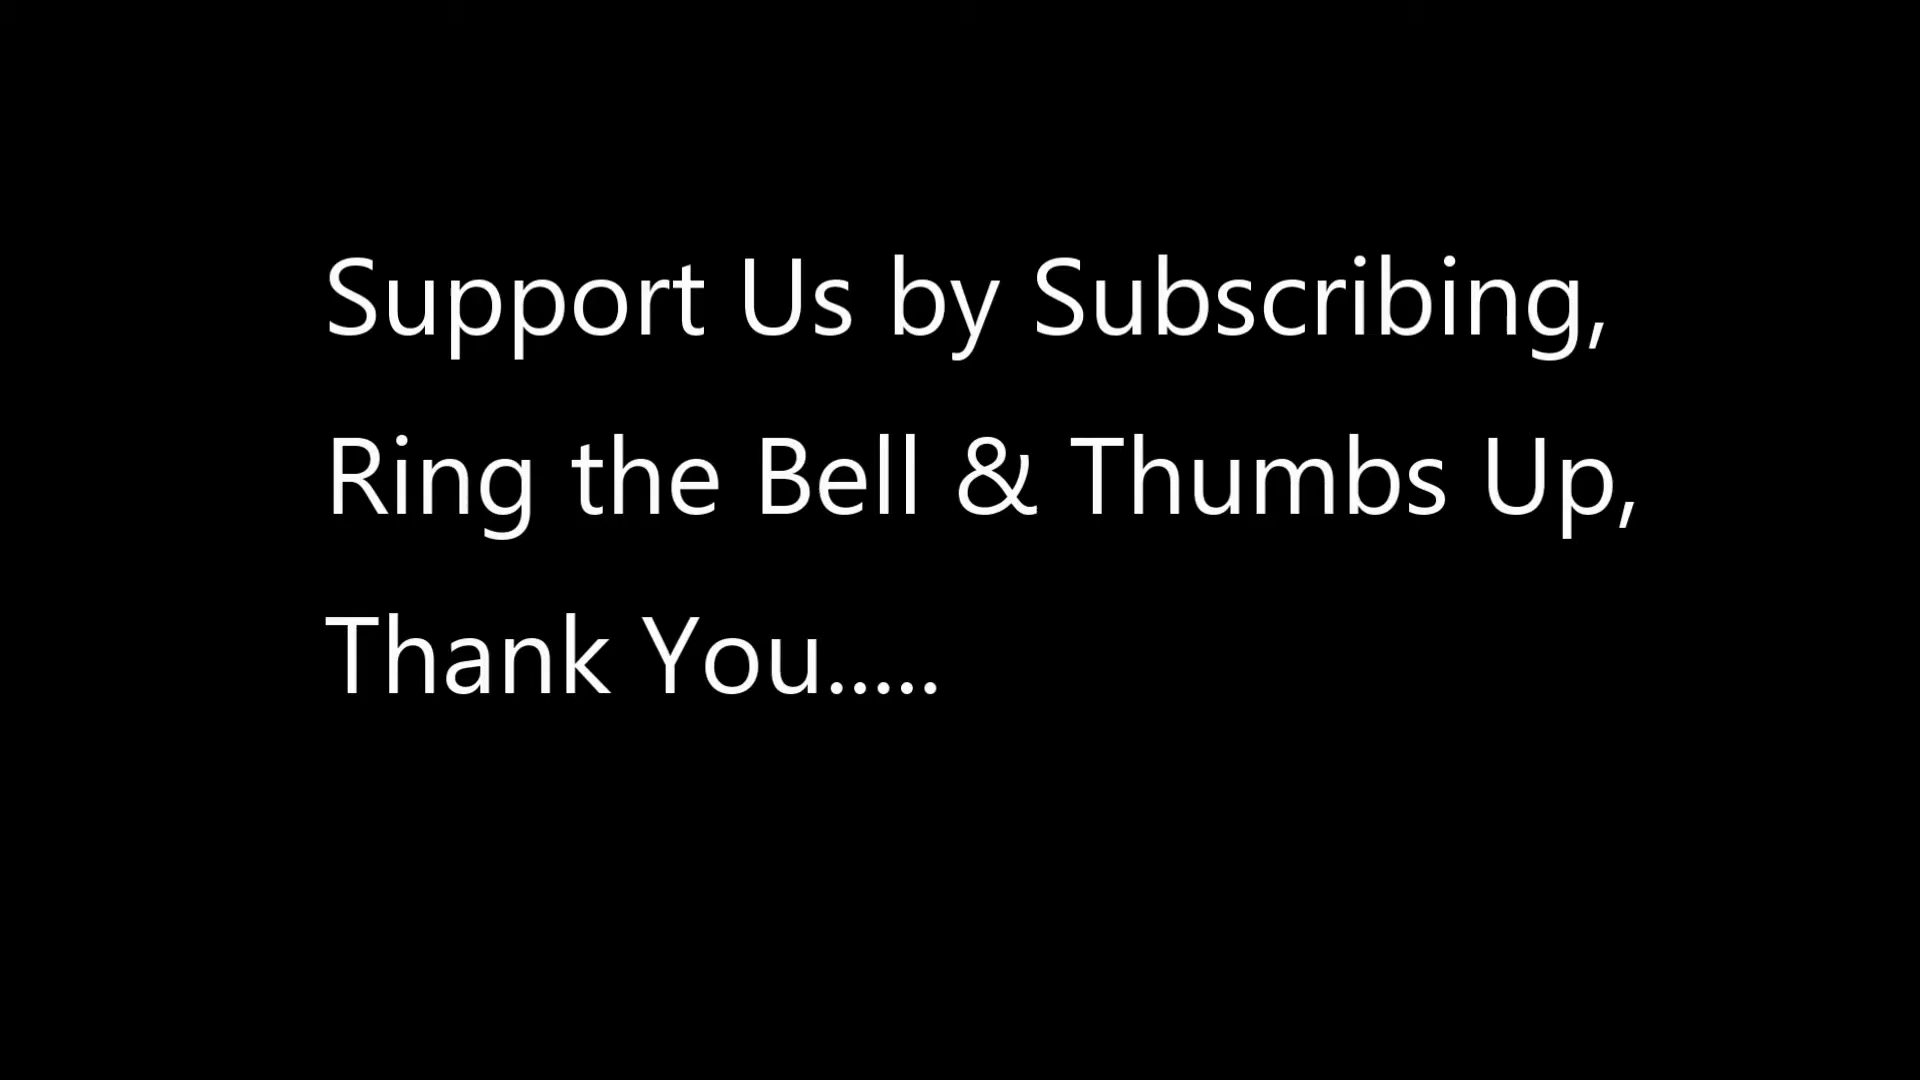 Support Us by Subscribing,
Ring the Bell & Thumbs Up,
Thank You.....